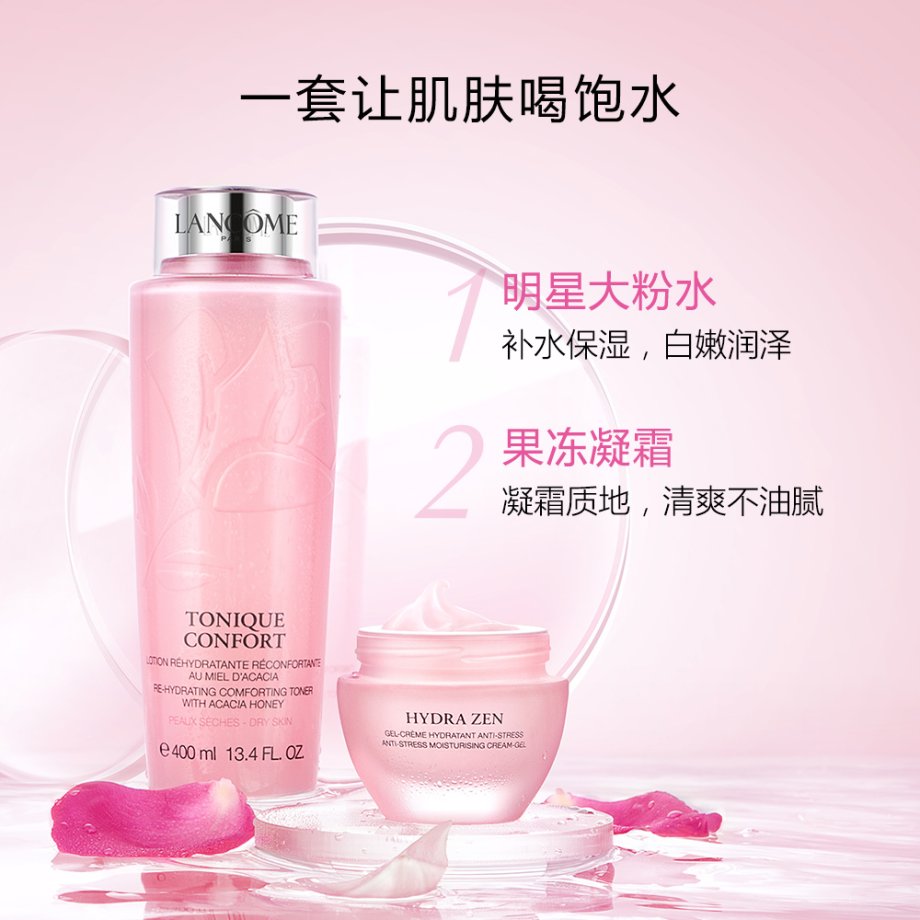 一套让肌肤喝饱水
LANCÔME
PARIS
1 明星大粉水
补水保湿，白嫩润泽
2 果冻凝霜
凝霜质地，清爽不油腻
TONIQUE
CONFORT
LOTION RÉHYDRATANTE RÉCONFORTANTE
AU MIEL D'ACACIA
RE-HYDRATING COMFORTING TONER
WITH ACACIA HONEY
PEAUX SÈCHES - DRY SKIN
e 400 ml 13.4 FL. OZ.
HYDRA ZEN
GEL-CRÈME HYDRATANT ANTI-STRESS
ANTI-STRESS MOISTURISING CREAM-GEL